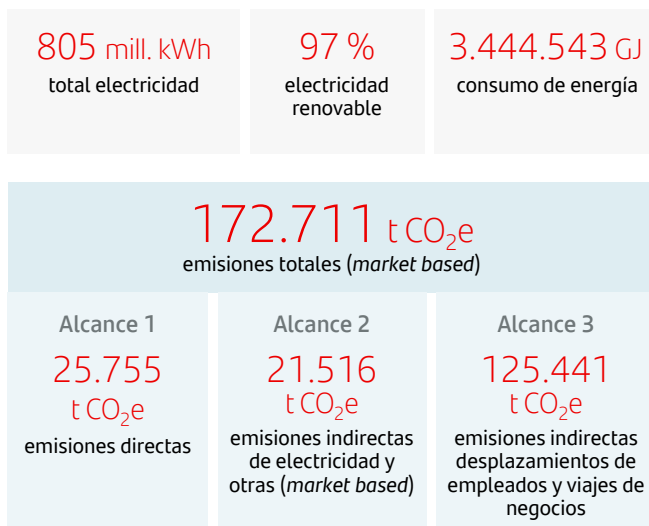 805 mill. kWh
total electricidad
97 %
electricidad
renovable
3.444.543 GJ
consumo de energía
172.711 t CO₂e
emisiones totales (market based)
Alcance 1
25.755
t CO₂e
emisiones directas
Alcance 2
21.516
t CO₂e
emisiones indirectas
de electricidad y
otras (market based)
Alcance 3
125.441
t CO₂e
emisiones indirectas
desplazamientos de
empleados y viajes de
negocios